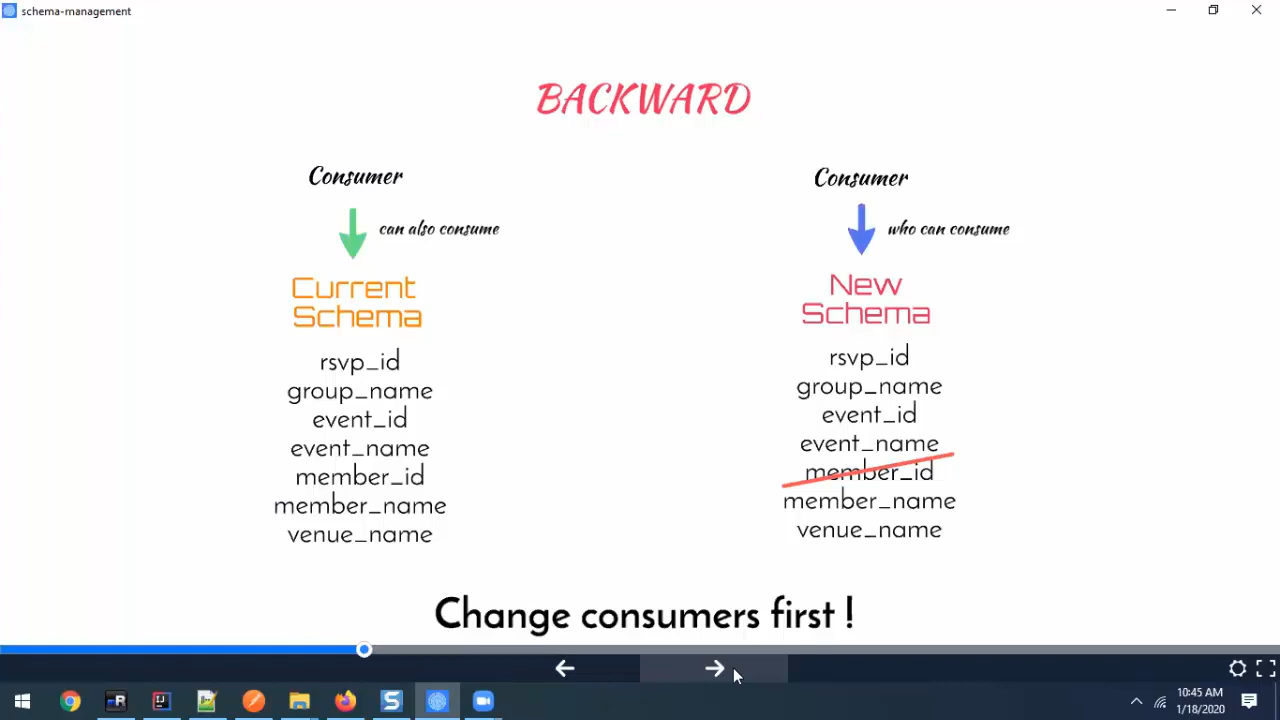 schema-management
BACKWARD
Consumer
can also consume
Current
Schema
rsvp_id
group_name
event_id
event_name
member_id
member_name
venue_name
Consumer
who can consume
New
Schema
rsvp_id
group_name
event_id
event_name
member_id
member_name
venue_name
Change consumers first !
10:45 AM
1/18/2020